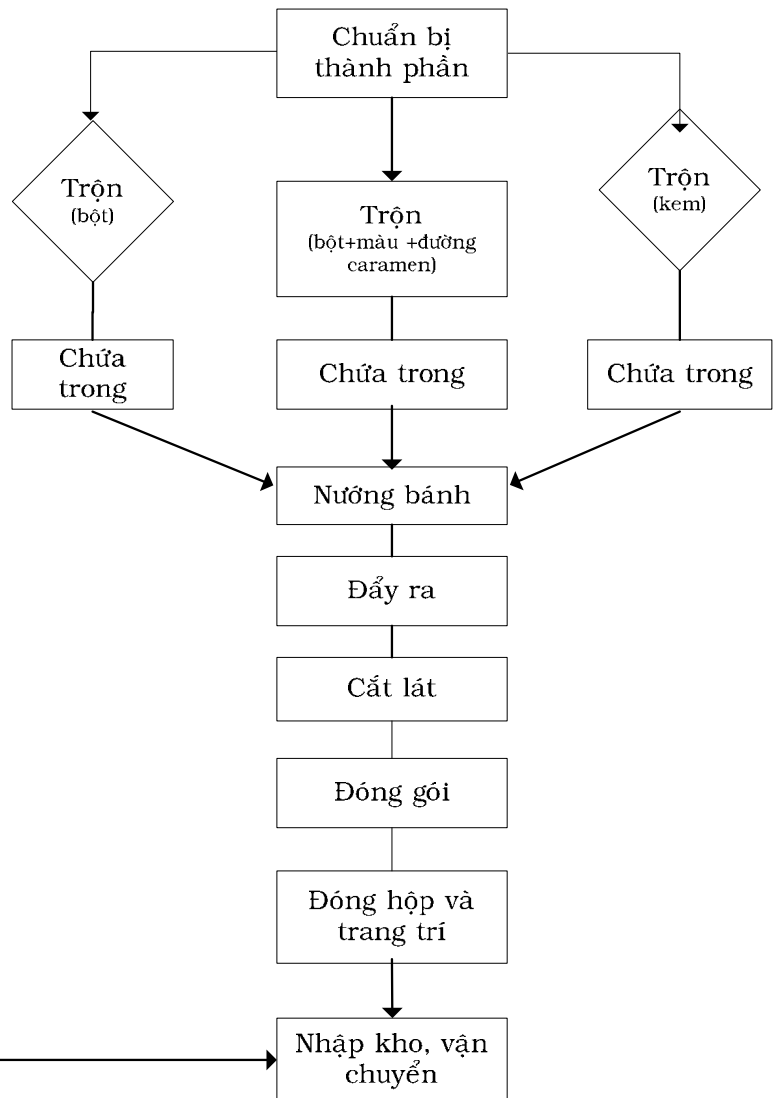 Chuẩn bị
thành phần
Trộn
(bột)
Trộn
(bột+màu +đường
caramen)
Trộn
(kem)
Chứa
trong
Chứa trong
Chứa trong
Nướng bánh
Đẩy ra
Cắt lát
Đóng gói
Đóng hộp và
trang trí
Nhập kho, vận
chuyển